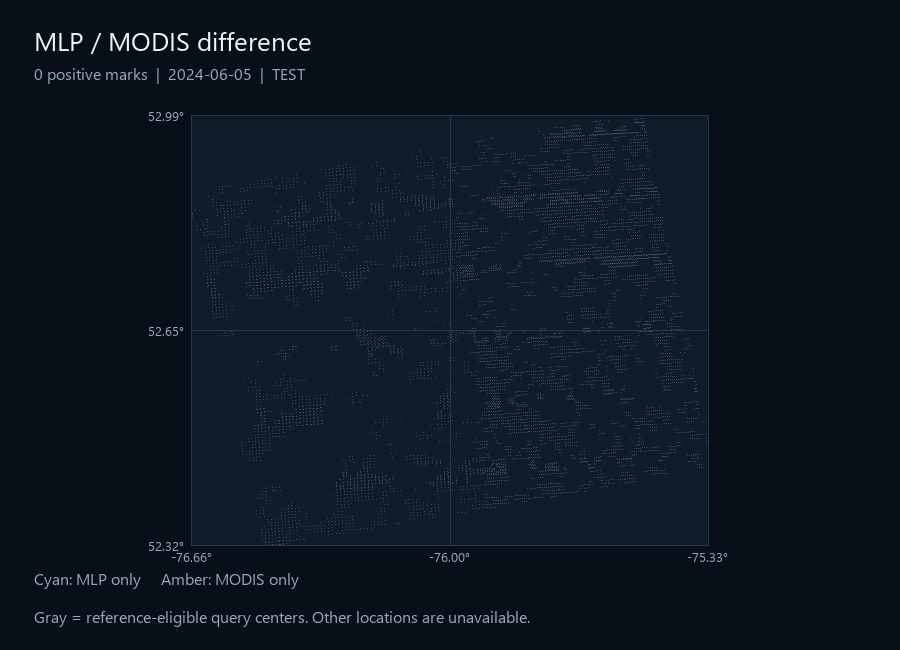 MLP / MODIS difference
0 positive marks | 2024-06-05 | TEST
52.99°
52.65°
52.32°
-76.66° -76.00° -75.33°
Cyan: MLP only Amber: MODIS only
Gray = reference-eligible query centers. Other locations are unavailable.